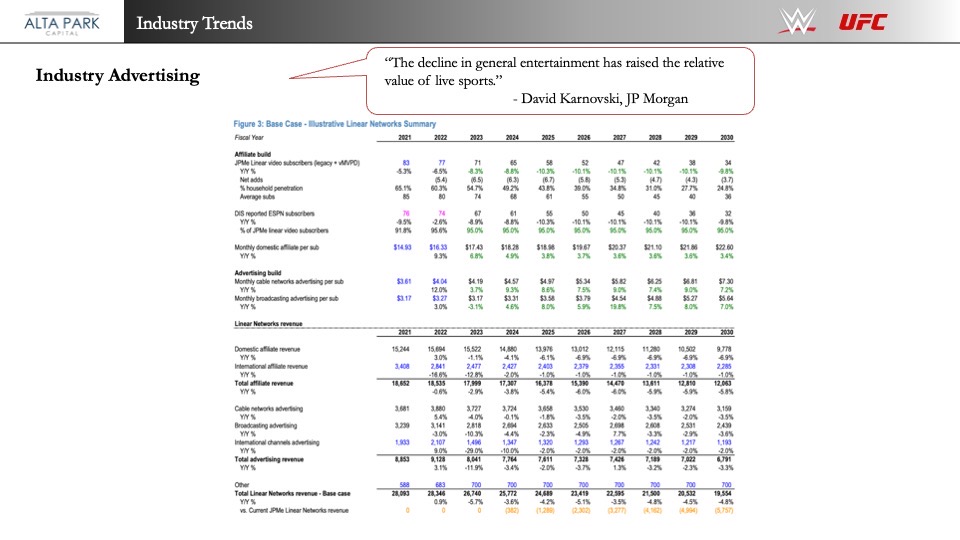 ALTA PARK
CAPITAL
Industry Trends
UFC
Industry Advertising
“The decline in general entertainment has raised the relative
value of live sports.”
- David Karnovski, JP Morgan
Figure 3: Base Case - Illustrative Linear Networks Summary
Fiscal Year 2021 2022 2023 2024 2025 2026 2027 2028 2029 2030
Affiliate build
JPMe Linear video subscribers (legacy + vMVPD) 83 77 71 65 58 52 47 42 38 34
Y/Y % -5.3% -6.5% -8.3% -8.8% -10.3% -10.1% -10.1% -10.1% -10.1% -9.8%
Net adds (5.4) (6.5) (6.3) (6.7) (5.8) (5.3) (4.7) (4.3) (3.7)
% household penetration 65.1% 60.3% 54.7% 49.2% 43.8% 39.0% 34.8% 31.0% 27.7% 24.8%
Average subs 85 80 74 68 61 55 50 45 40 36
DIS reported ESPN subscribers 76 74 67 61 55 50 45 40 36 32
Y/Y % -9.5% -2.6% -8.9% -8.8% -10.3% -10.1% -10.1% -10.1% -10.1% -9.8%
% of JPMe linear video subscribers 91.8% 95.6% 95.0% 95.0% 95.0% 95.0% 95.0% 95.0% 95.0% 95.0%
Monthly domestic affiliate per sub $14.93 $16.33 $17.43 $18.28 $18.98 $19.67 $20.37 $21.10 $21.86 $22.60
Y/Y % 9.3% 6.8% 4.9% 3.8% 3.7% 3.6% 3.6% 3.6% 3.4%
Advertising build
Monthly cable networks advertising per sub $3.61 $4.04 $4.19 $4.57 $4.97 $5.34 $5.82 $6.25 $6.81 $7.30
Y/Y % 12.0% 3.7% 9.3% 8.6% 7.5% 9.0% 7.4% 9.0% 7.2%
Monthly broadcasting advertising per sub $3.17 $3.27 $3.17 $3.31 $3.58 $3.79 $4.54 $4.88 $5.27 $5.64
Y/Y % 3.0% -3.1% 4.6% 8.0% 5.9% 19.8% 7.5% 8.0% 7.0%
Linear Networks revenue
2021 2022 2023 2024 2025 2026 2027 2028 2029 2030
Domestic affiliate revenue 15,244 15,694 15,522 14,880 13,976 13,012 12,115 11,280 10,502 9,778
Y/Y % 3.0% -1.1% -4.1% -6.1% -6.9% -6.9% -6.9% -6.9% -6.9%
International affiliate revenue 3,408 2,841 2,477 2,427 2,403 2,379 2,355 2,331 2,308 2,285
Y/Y % -16.6% -12.8% -2.0% -1.0% -1.0% -1.0% -1.0% -1.0% -1.0%
Total affiliate revenue 18,652 18,535 17,999 17,307 16,378 15,390 14,470 13,611 12,810 12,063
Y/Y % -0.6% -2.9% -3.8% -5.4% -6.0% -6.0% -5.9% -5.9% -5.8%
Cable networks advertising 3,681 3,880 3,727 3,724 3,658 3,530 3,460 3,340 3,274 3,159
Y/Y % 5.4% -4.0% -0.1% -1.8% -3.5% -2.0% -3.5% -2.0% -3.5%
Broadcasting advertising 3,239 3,141 2,818 2,694 2,633 2,505 2,698 2,608 2,531 2,439
Y/Y % -3.0% -10.3% -4.4% -2.3% -4.9% 7.7% -3.3% -2.9% -3.6%
International channels advertising 1,933 2,107 1,496 1,347 1,320 1,293 1,267 1,242 1,217 1,193
Y/Y % 9.0% -29.0% -10.0% -2.0% -2.0% -2.0% -2.0% -2.0% -2.0%
Total advertising revenue 8,853 9,128 8,041 7,764 7,611 7,328 7,426 7,189 7,022 6,791
Y/Y % 3.1% -11.9% -3.4% -2.0% -3.7% 1.3% -3.2% -2.3% -3.3%
Other 588 683 700 700 700 700 700 700 700 700
Total Linear Networks revenue - Base case 28,093 28,346 26,740 25,772 24,689 23,419 22,595 21,500 20,532 19,554
Y/Y % 0.9% -5.7% -3.6% -4.2% -5.1% -3.5% -4.8% -4.5% -4.8%
vs. Current JPMe Linear Networks revenue 0 0 0 (382) (2,302) (3,277) (5,757)